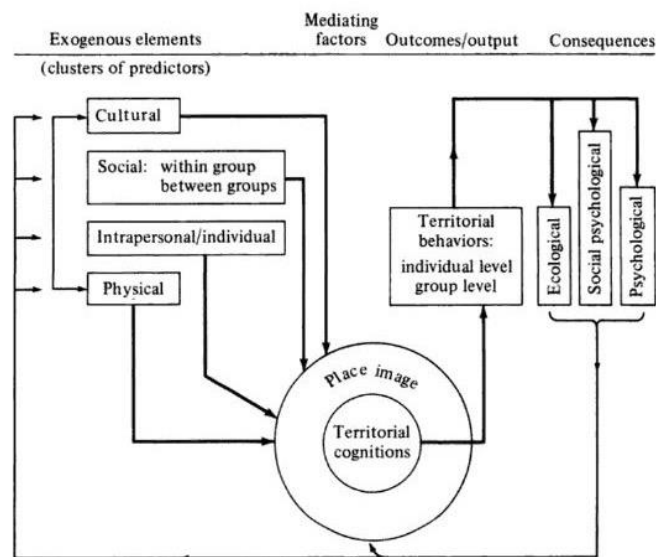 Exogenous elements
Mediating
factors
Outcomes/output
Consequences
(clusters of predictors)
Cultural
Social: within group
between groups
Intrapersonal/individual
Physical
Place image
Territorial
cognitions
Territorial
behaviors:
individual level
group level
Ecological
Social psychological
Psychological